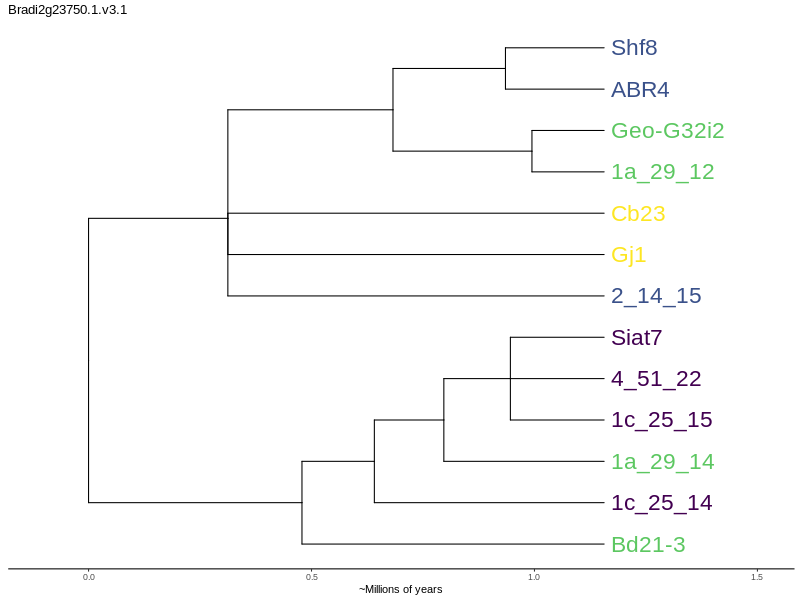 Bradi2g23750.1.v3.1
Shf8
ABR4
Geo-G32i2
1a_29_12
Cb23
Gj1
2_14_15
Siat7
4_51_22
1c_25_15
1a_29_14
1c_25_14
Bd21-3
0.0 0.5 1.0 1.5
~Millions of years